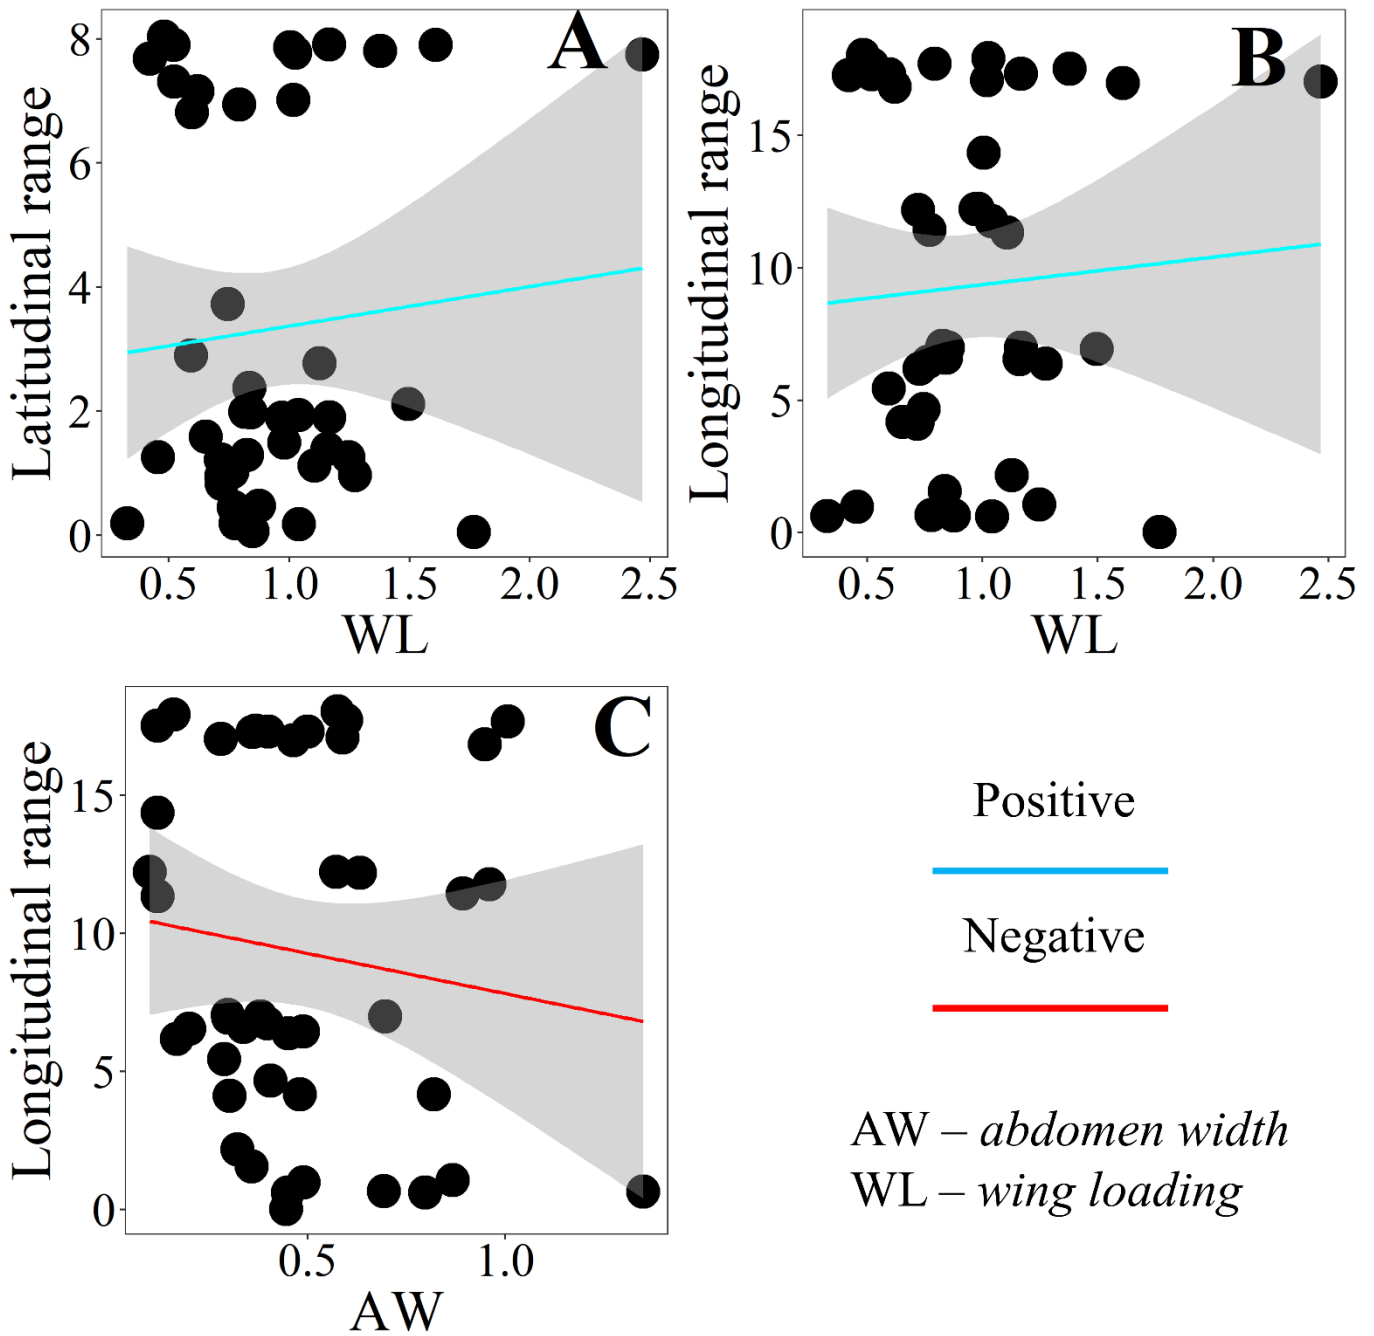 A
Latitudinal range
8
6
4
2
0
0.5 1.0 1.5 2.0 2.5
WL
B
Longitudinal range
15
10
5
0
0.5 1.0 1.5 2.0 2.5
WL
C
Longitudinal range
15
10
5
0
0.5 1.0
AW
Positive
Negative
AW – abdomen width
WL – wing loading